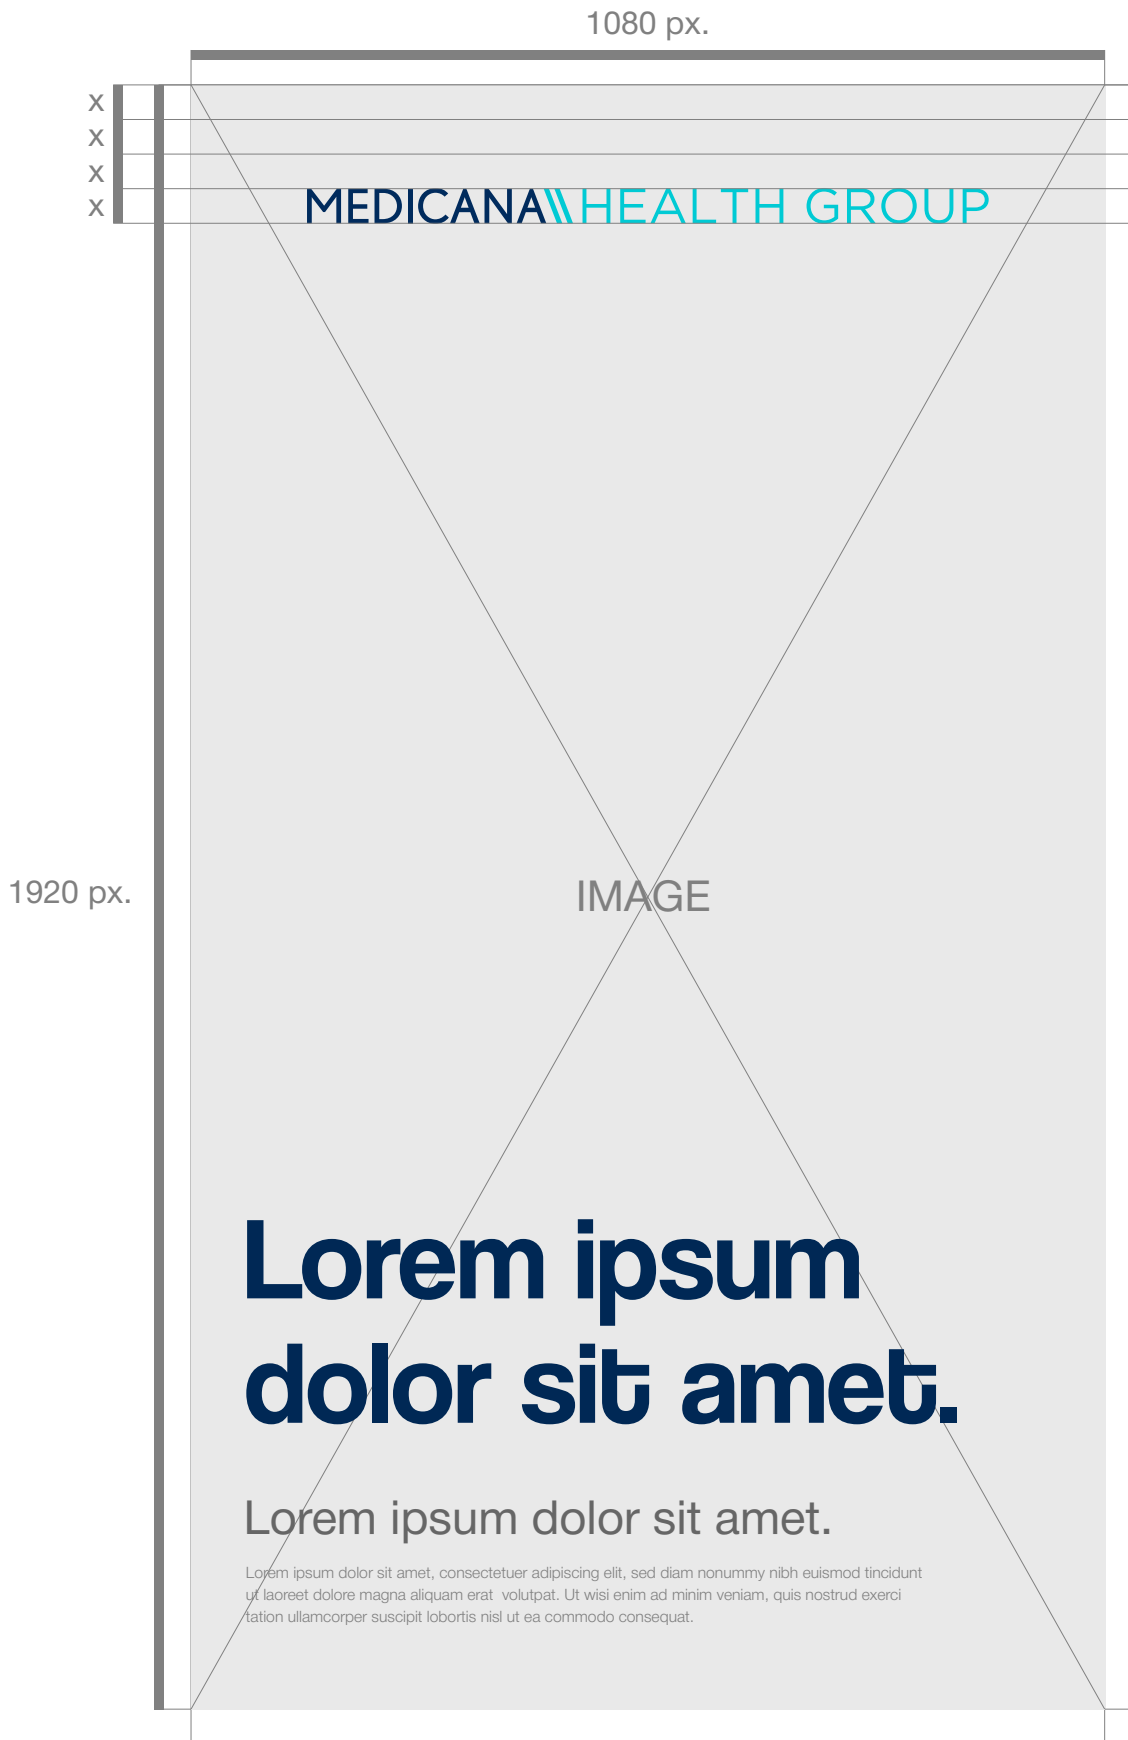 1080 px.
x
x
x
x
MEDICANA\\HEALTH GROUP
1920 px.
IMAGE
Lorem ipsum
dolor sit amet.
Lorem ipsum dolor sit amet.
Lorem ipsum dolor sit amet, consectetuer adipiscing elit, sed diam nonummy nibh euismod tincidunt
ut laoreet dolore magna aliquam erat  volutpat. Ut wisi enim ad minim veniam, quis nostrud exerci
tation ullamcorper suscipit lobortis nisl ut ea commodo consequat.